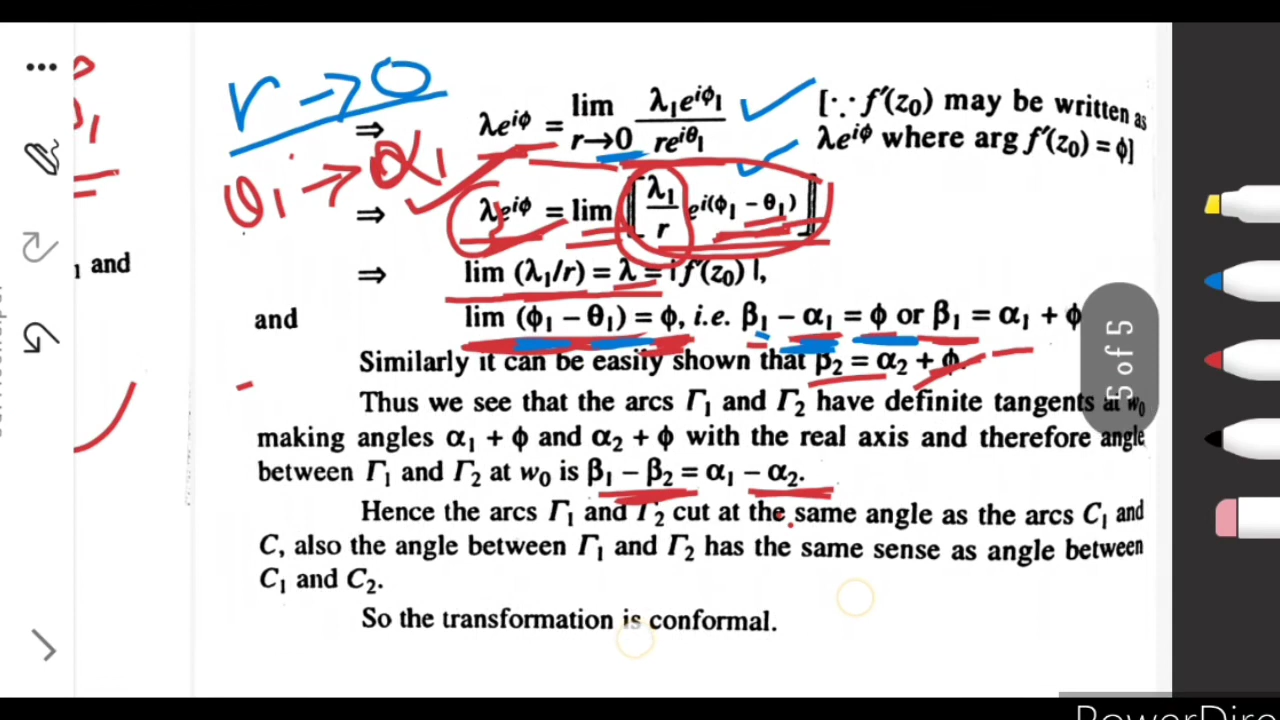 r → 0
θ₁ → α₁
⇒ λe^{iφ} = lim_{r→0} λ₁e^{iφ₁} / re^{iθ₁} [∵ f′(z₀) may be written as
λe^{iφ} where arg f′(z₀) = φ]
⇒ λe^{iφ} = lim [ λ₁/r e^{i(φ₁ − θ₁)} ]
⇒ lim (λ₁/r) = λ = | f′(z₀) |,
₁ and
and lim (φ₁ − θ₁) = φ, i.e. β₁ − α₁ = φ or β₁ = α₁ + φ
Similarly it can be easily shown that β₂ = α₂ + φ.
Thus we see that the arcs Γ₁ and Γ₂ have definite tangents at w₀
making angles α₁ + φ and α₂ + φ with the real axis and therefore angle
between Γ₁ and Γ₂ at w₀ is β₁ − β₂ = α₁ − α₂.
Hence the arcs Γ₁ and Γ₂ cut at the same angle as the arcs C₁ and
C, also the angle between Γ₁ and Γ₂ has the same sense as angle between
C₁ and C₂.
So the transformation is conformal.
5 of 5
PowerDire